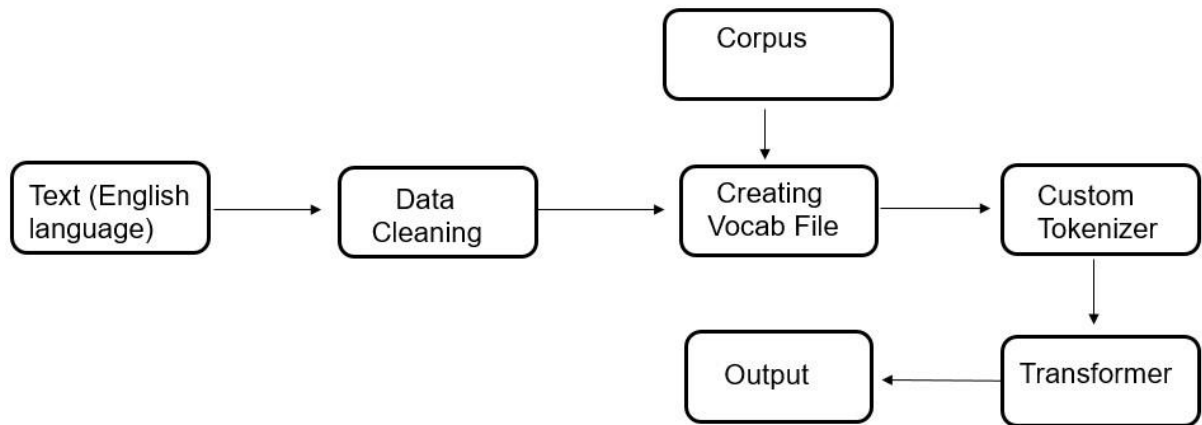 Corpus
Text (English
language)
Data
Cleaning
Creating
Vocab File
Custom
Tokenizer
Output
Transformer